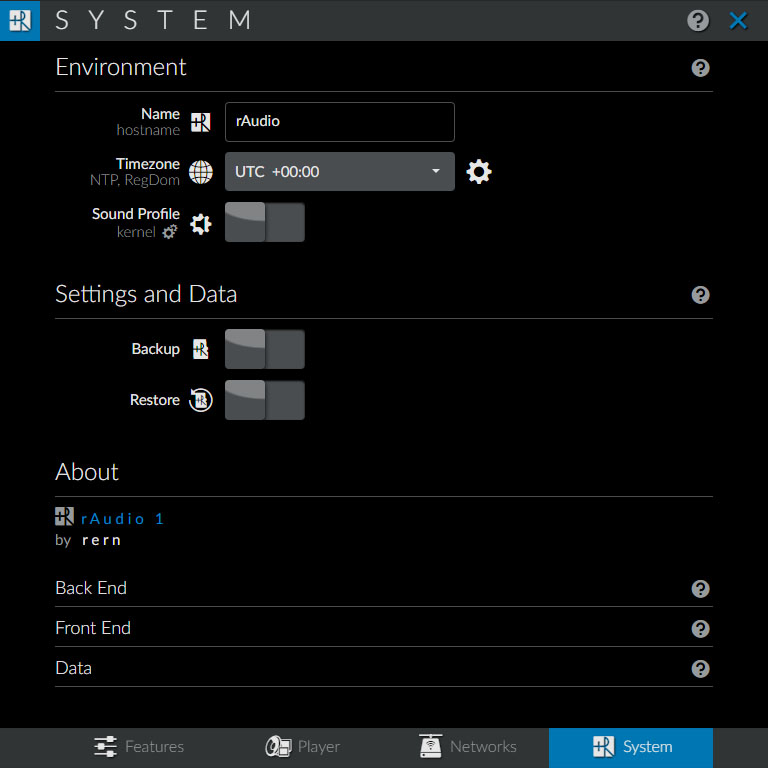 SYSTEM
Environment
Name
hostname
rAudio
Timezone
NTP, RegDom
UTC +00:00
Sound Profile
kernel
Settings and Data
Backup
Restore
About
rAudio 1
by rern
Back End
Front End
Data
Features Player Networks System